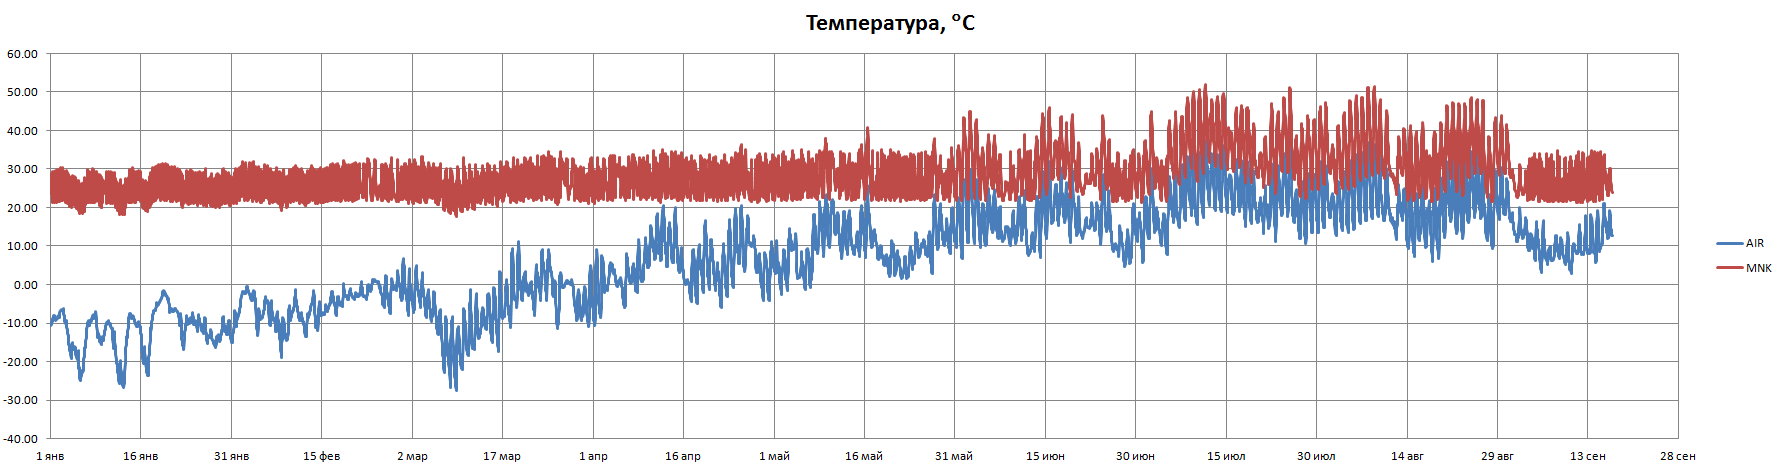 Температура, °C
60.00
50.00
40.00
30.00
20.00
10.00
0.00
-10.00
-20.00
-30.00
-40.00
1 янв 16 янв 31 янв 15 фев 2 мар 17 мар 1 апр 16 апр 1 май 16 май 31 май 15 июн 30 июн 15 июл 30 июл 14 авг 29 авг 13 сен 28 сен
AIR
MNK